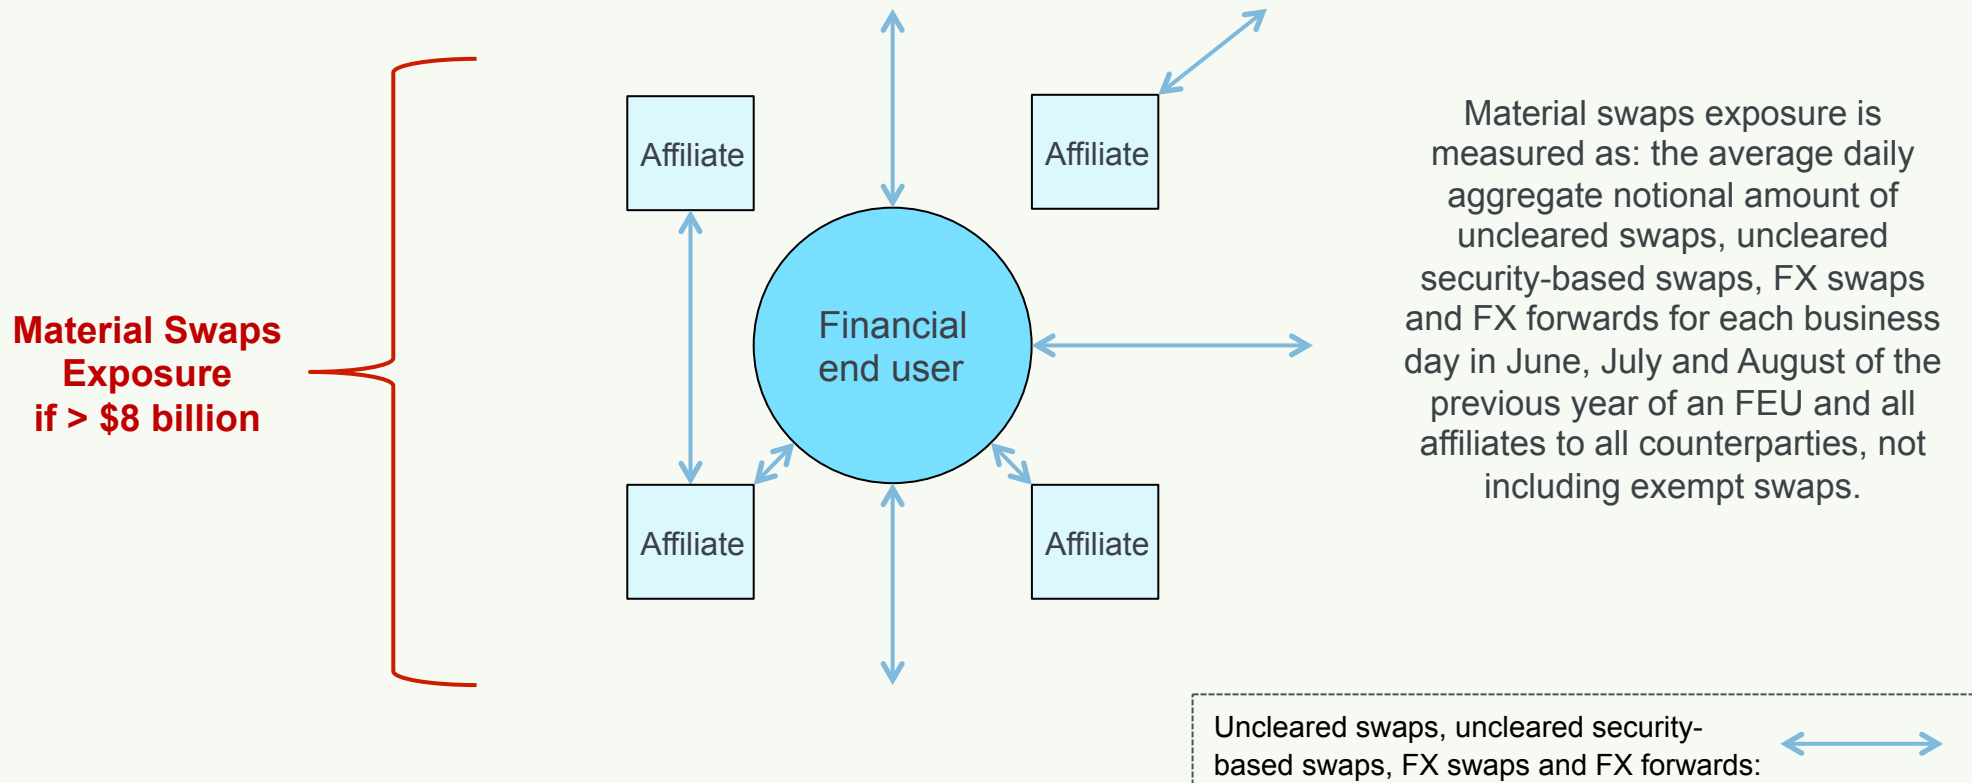 Material Swaps
Exposure
if > $8 billion
Affiliate
Affiliate
Financial
end user
Affiliate
Affiliate
Material swaps exposure is
measured as: the average daily
aggregate notional amount of
uncleared swaps, uncleared
security-based swaps, FX swaps
and FX forwards for each business
day in June, July and August of the
previous year of an FEU and all
affiliates to all counterparties, not
including exempt swaps.
Uncleared swaps, uncleared security-
based swaps, FX swaps and FX forwards: